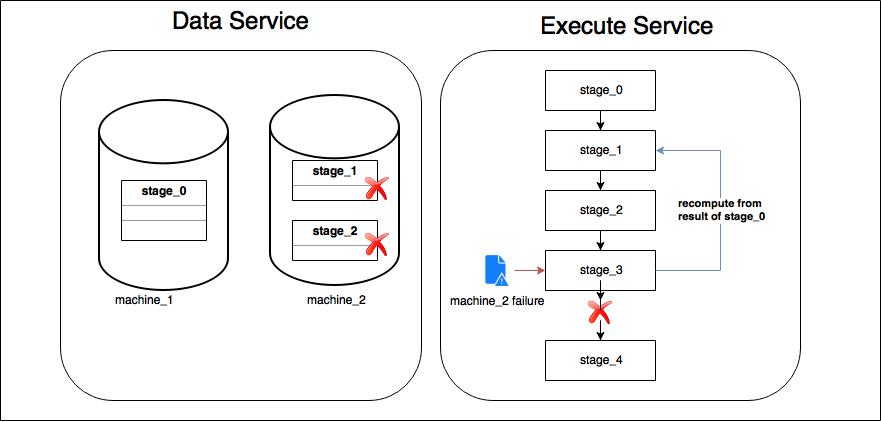 Data Service
stage_0
machine_1
stage_1
stage_2
machine_2
Execute Service
stage_0
stage_1
stage_2
recompute from
result of stage_0
stage_3
machine_2 failure
stage_4